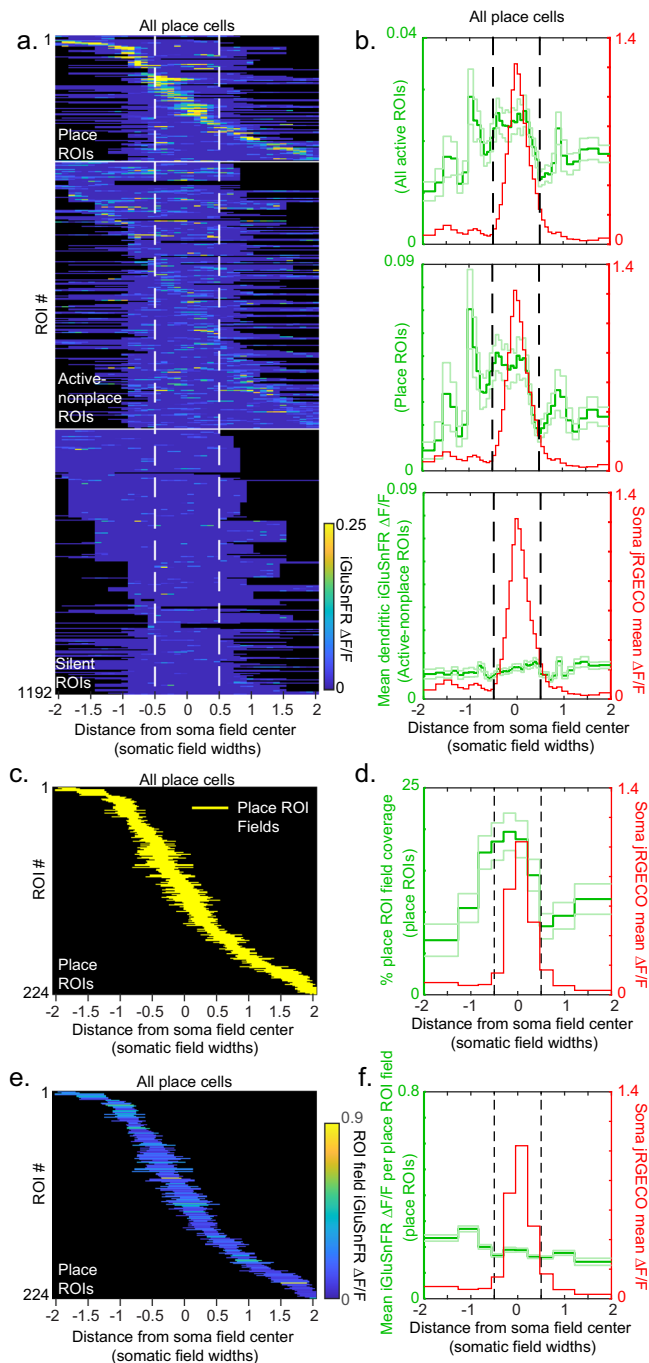 a.
All place cells
1
Place
ROIs
ROI #
Active-
nonplace
ROIs
Silent
ROIs
1192
-2 -1.5 -1 -0.5 0 0.5 1 1.5 2
Distance from soma field center
(somatic field widths)
0.25
iGluSnFR ΔF/F
0
b.
All place cells
0.04
(All active ROIs)
0
1.4
0
0.09
(Place ROIs)
0
1.4
0
0.09
Mean dendritic iGluSnFR ΔF/F
(Active-nonplace ROIs)
0
1.4
Soma jRGECO mean ΔF/F
0
-2 -1 0 1 2
Distance from soma field center
(somatic field widths)
c.
All place cells
1
Place ROI
Fields
ROI #
Place
ROIs
224
-2 -1.5 -1 -0.5 0 0.5 1 1.5 2
Distance from soma field center
(somatic field widths)
d.
25
% place ROI field coverage
(place ROIs)
0
1.4
Soma jRGECO mean ΔF/F
0
-2 -1 0 1 2
Distance from soma field center
(somatic field widths)
e.
All place cells
1
ROI #
Place
ROIs
224
-2 -1.5 -1 -0.5 0 0.5 1 1.5 2
Distance from soma field center
(somatic field widths)
0.9
ROI field iGluSnFR ΔF/F
0
f.
0.8
Mean iGluSnFR ΔF/F per place ROI field
(place ROIs)
0
1.4
Soma jRGECO mean ΔF/F
0
-2 -1 0 1 2
Distance from soma field center
(somatic field widths)